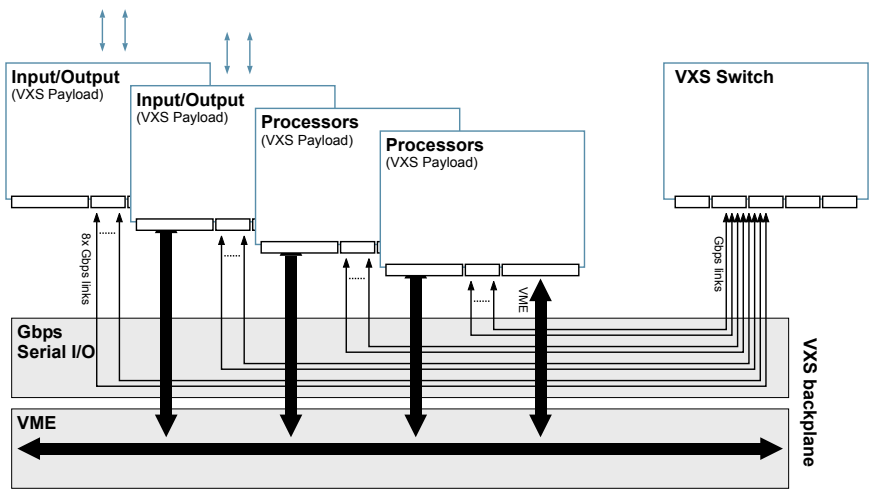 Input/Output
(VXS Payload)
Input/Output
(VXS Payload)
Processors
(VXS Payload)
Processors
(VXS Payload)
VXS Switch
8x Gbps links
......
......
......
......
VME
Gbps links
Gbps
Serial I/O
VME
VXS backplane